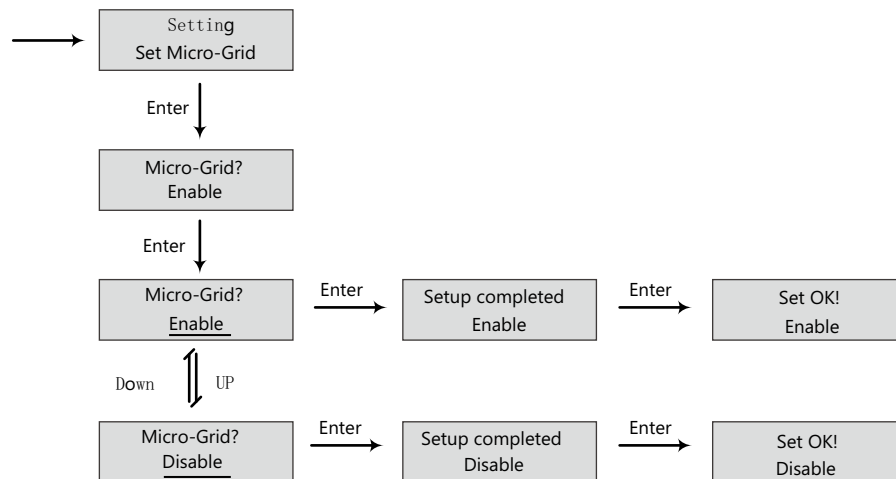 Setting
Set Micro-Grid
Enter
Micro-Grid?
Enable
Enter
Micro-Grid?
Enable
Enter
Setup completed
Enable
Enter
Set OK!
Enable
Down
UP
Micro-Grid?
Disable
Enter
Setup completed
Disable
Enter
Set OK!
Disable